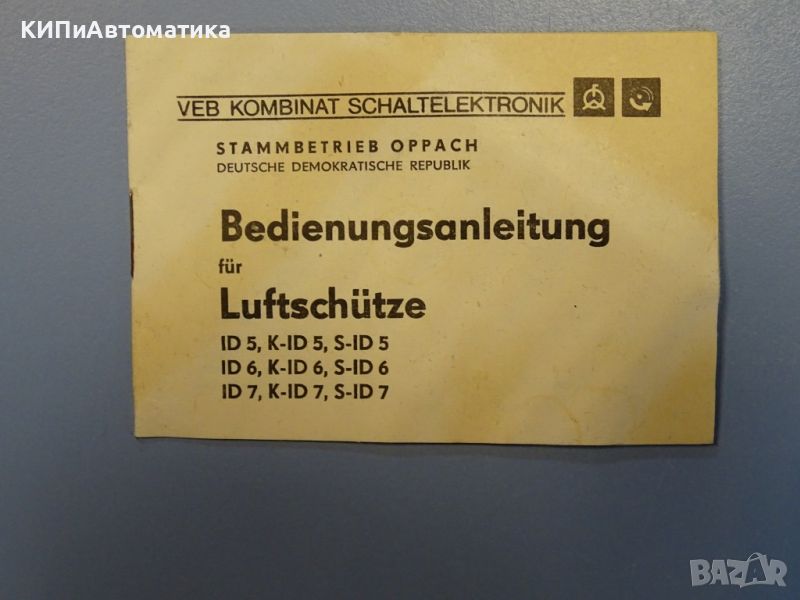 КИПиАвтоматика
VEB KOMBINAT SCHALTELEKTRONIK
STAMMBETRIEB OPPACH
DEUTSCHE DEMOKRATISCHE REPUBLIK
Bedienungsanleitung
für
Luftschütze
ID 5, K-ID 5, S-ID 5
ID 6, K-ID 6, S-ID 6
ID 7, K-ID 7, S-ID 7
BAZAR